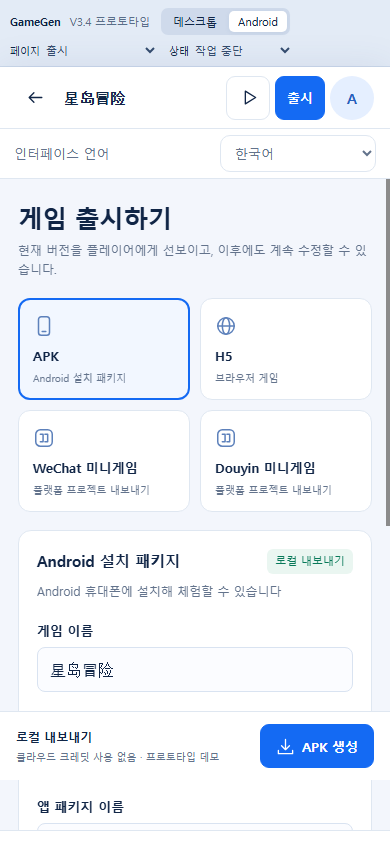 GameGen V3.4 프로토타입 데스크톱 Android
페이지 출시 상태 작업 중단
星岛冒险 출시 A
인터페이스 언어 한국어
게임 출시하기
현재 버전을 플레이어에게 선보이고, 이후에도 계속 수정할 수 있
습니다.
APK
Android 설치 패키지
H5
브라우저 게임
WeChat 미니게임
플랫폼 프로젝트 내보내기
Douyin 미니게임
플랫폼 프로젝트 내보내기
Android 설치 패키지 로컬 내보내기
Android 휴대폰에 설치해 체험할 수 있습니다
게임 이름
星岛冒险
로컬 내보내기
클라우드 크레딧 사용 없음 · 프로토타입 데모
APK 생성
앱 패키지 이름